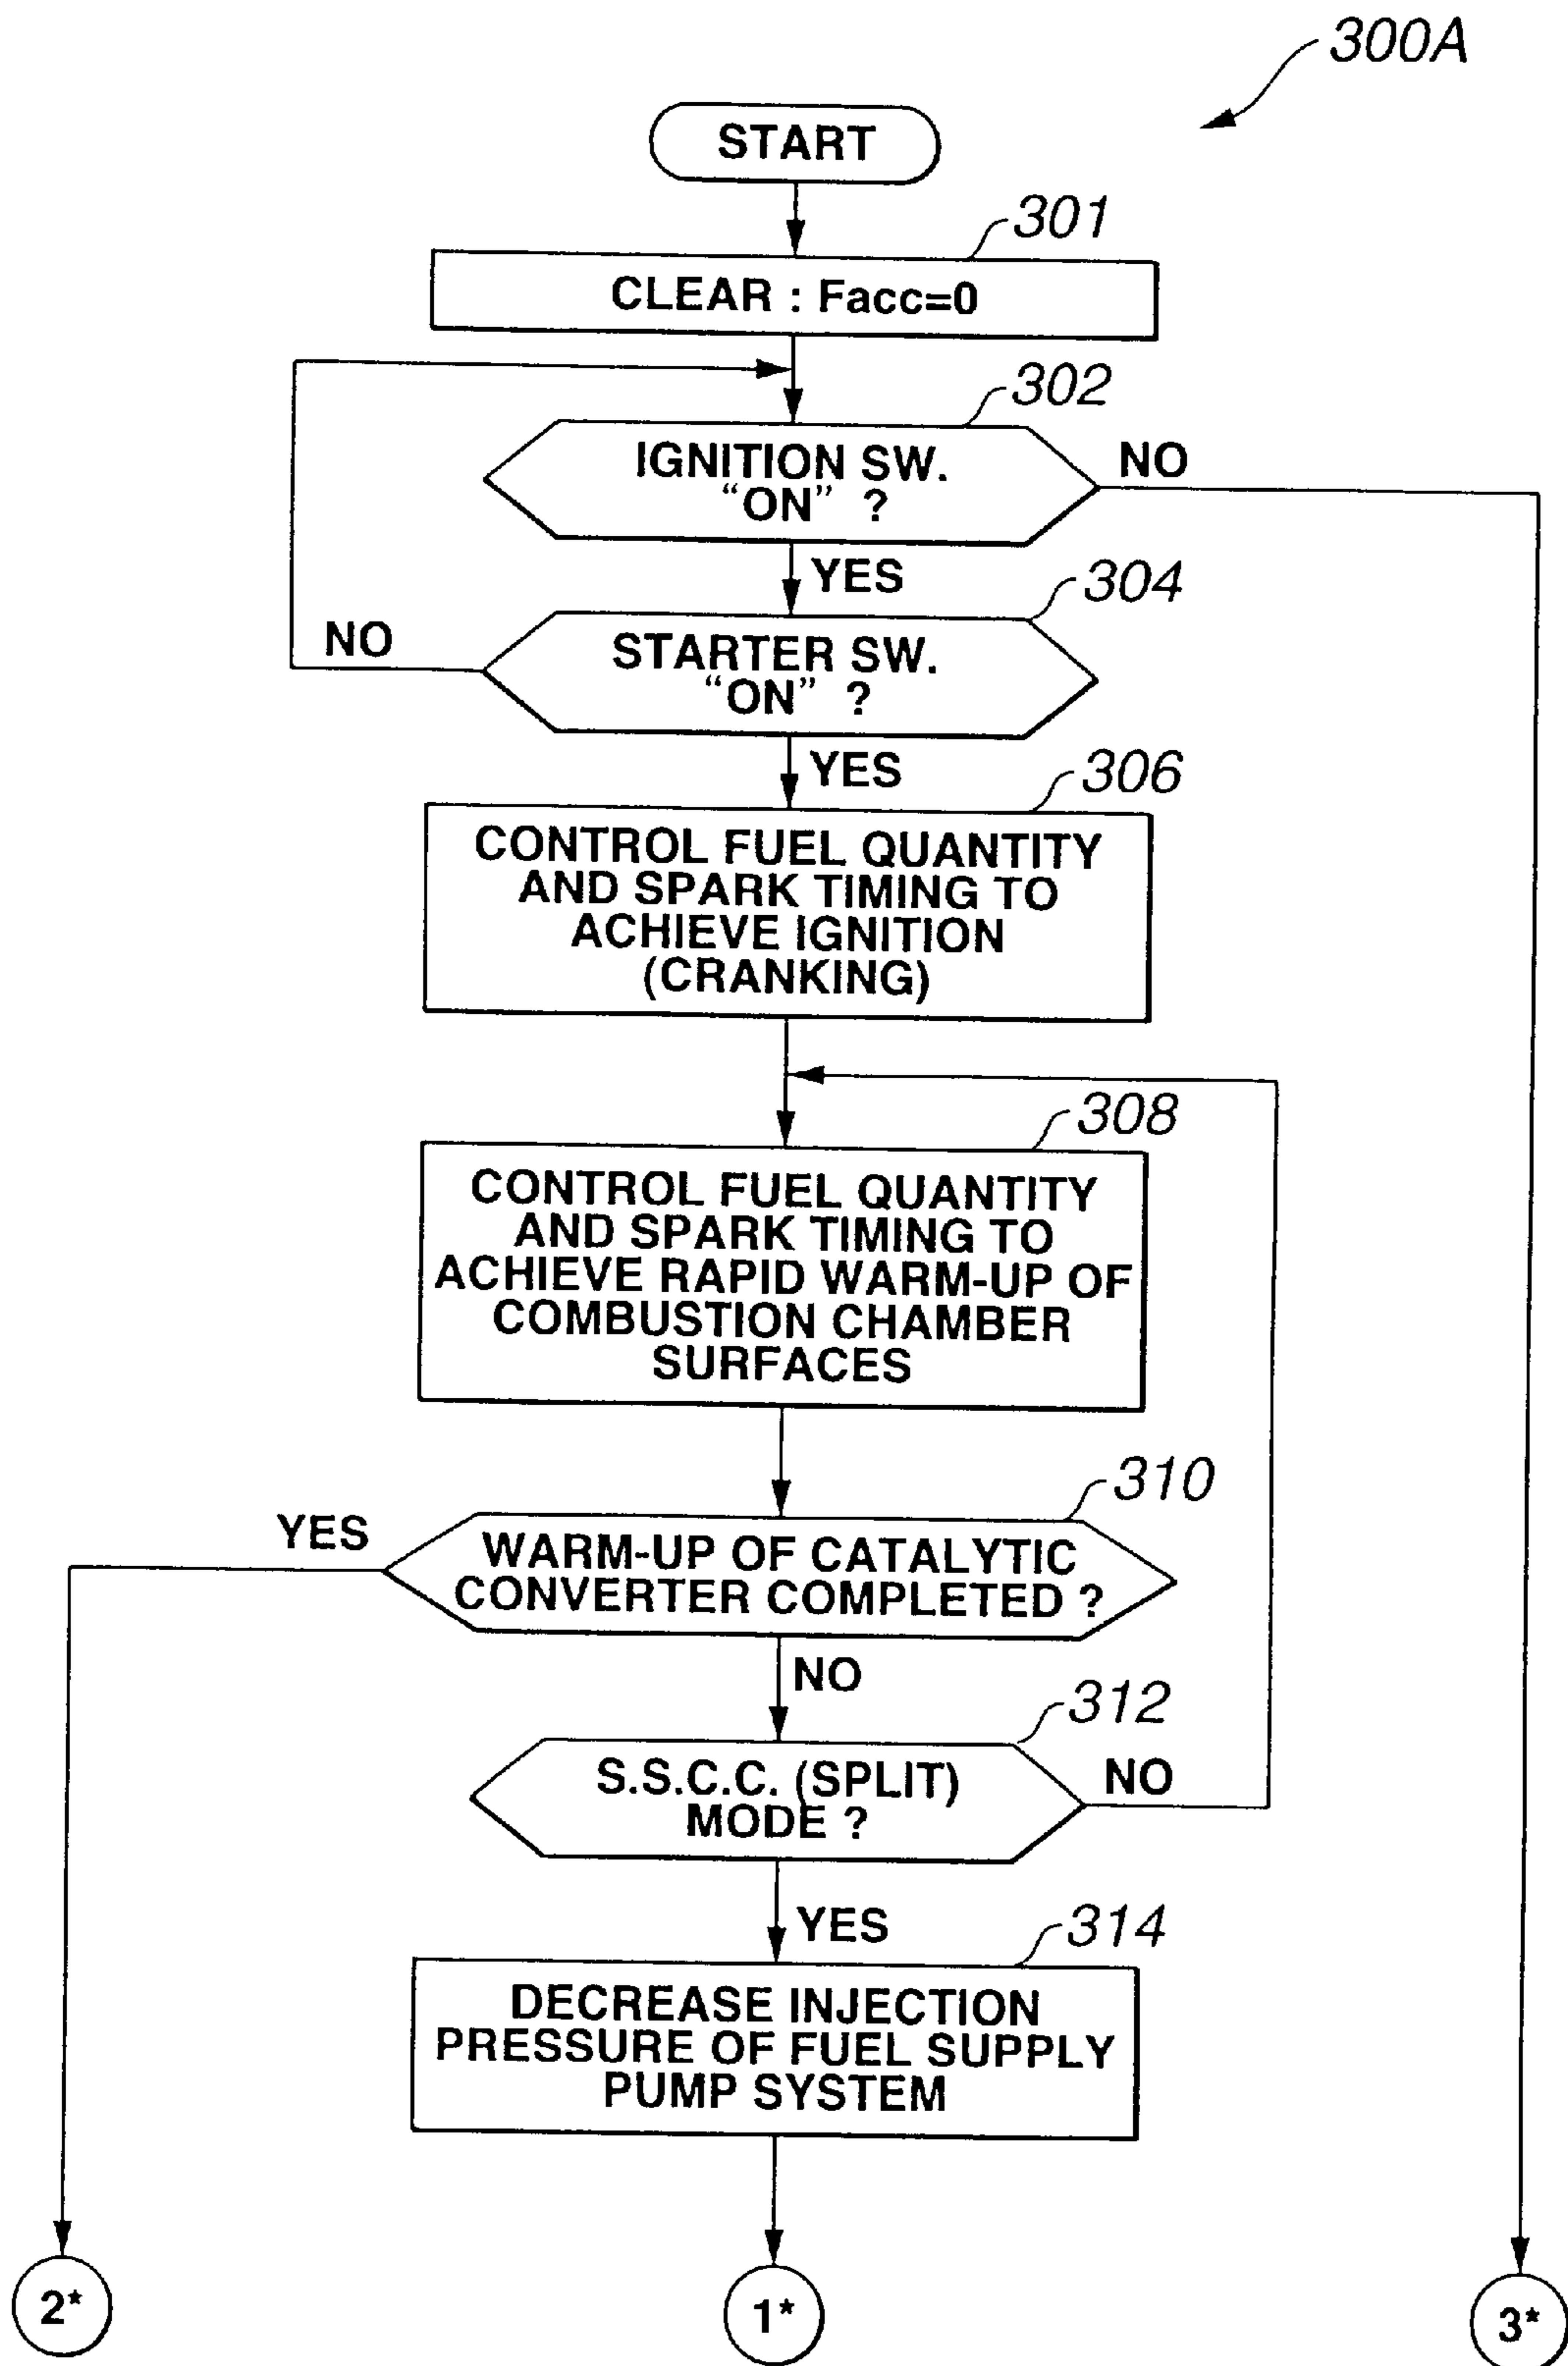 300A
START
301
CLEAR : Facc=0
302
IGNITION SW.
“ON” ?
NO
YES
304
STARTER SW.
“ON” ?
NO
YES
306
CONTROL FUEL QUANTITY
AND SPARK TIMING TO
ACHIEVE IGNITION
(CRANKING)
308
CONTROL FUEL QUANTITY
AND SPARK TIMING TO
ACHIEVE RAPID WARM-UP OF
COMBUSTION CHAMBER
SURFACES
310
YES
WARM-UP OF CATALYTIC
CONVERTER COMPLETED ?
NO
312
S.S.C.C. (SPLIT)
MODE ?
NO
YES
314
DECREASE INJECTION
PRESSURE OF FUEL SUPPLY
PUMP SYSTEM
2*
1*
3*